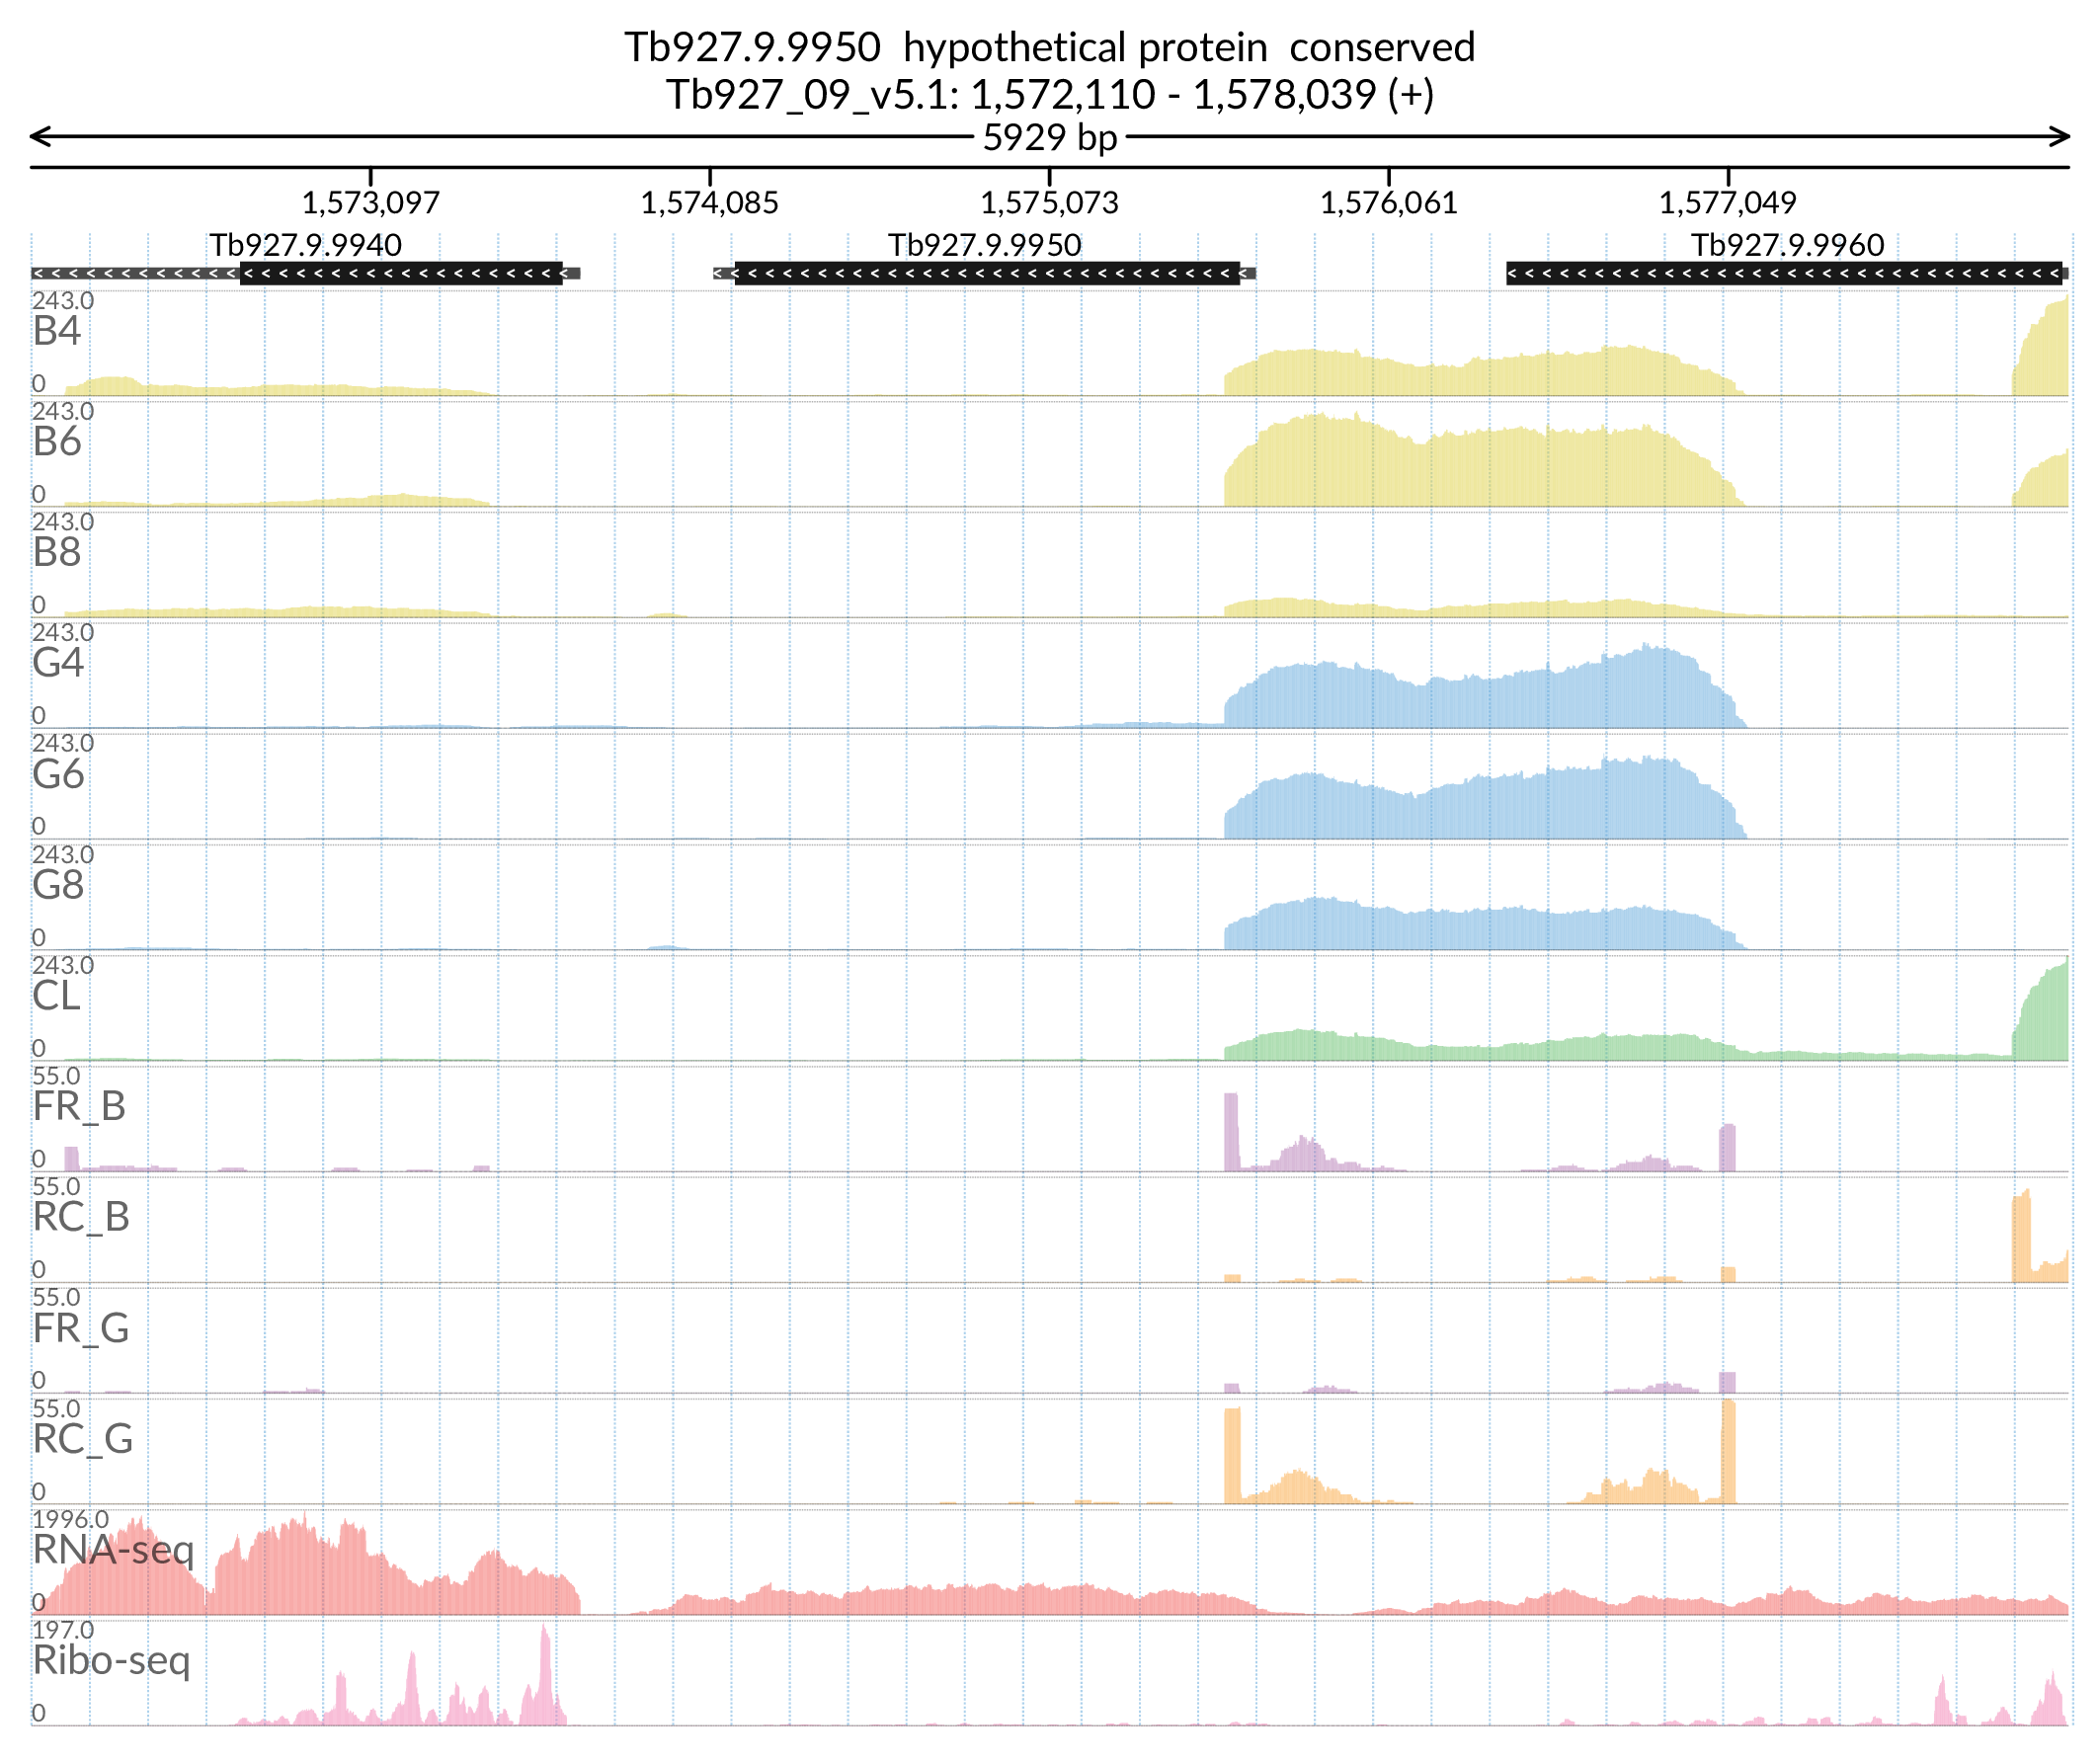 Tb927.9.9950 hypothetical protein conserved
Tb927_09_v5.1: 1,572,110 - 1,578,039 (+)
5929 bp
1,573,097 1,574,085 1,575,073 1,576,061 1,577,049
Tb927.9.9940 Tb927.9.9950 Tb927.9.9960
243.0
B4
0
243.0
B6
0
243.0
B8
0
243.0
G4
0
243.0
G6
0
243.0
G8
0
243.0
CL
0
55.0
FR_B
0
55.0
RC_B
0
55.0
FR_G
0
55.0
RC_G
0
1996.0
RNA-seq
0
197.0
Ribo-seq
0